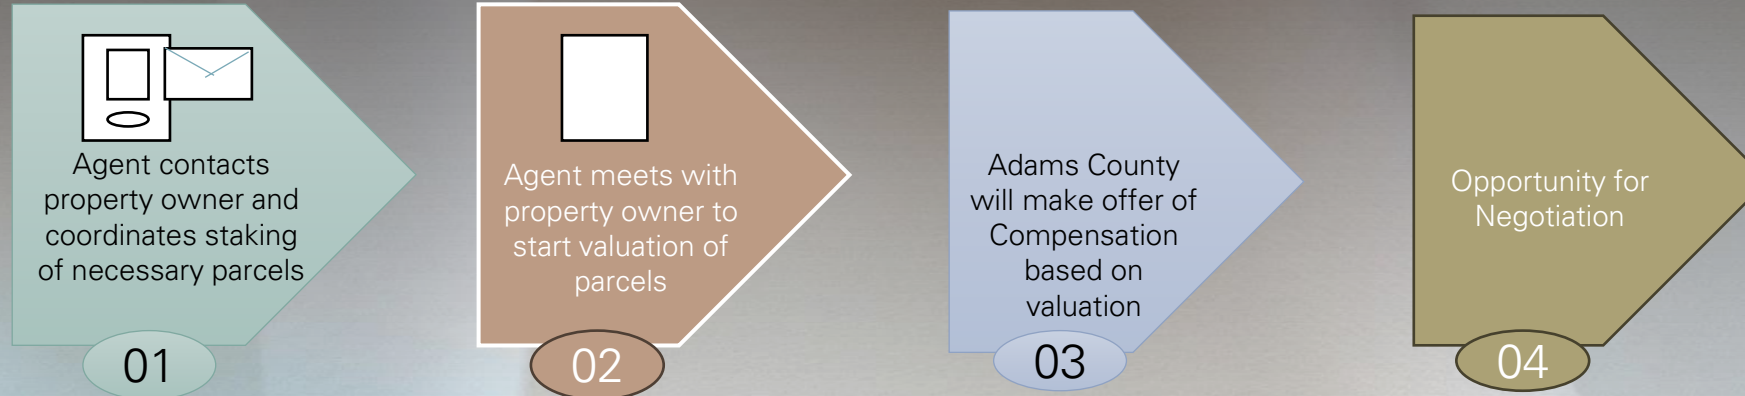 Agent contacts
property owner and
coordinates staking
of necessary parcels
01
Agent meets with
property owner to
start valuation of
parcels
02
Adams County
will make offer of
Compensation
based on
valuation
03
Opportunity for
Negotiation
04